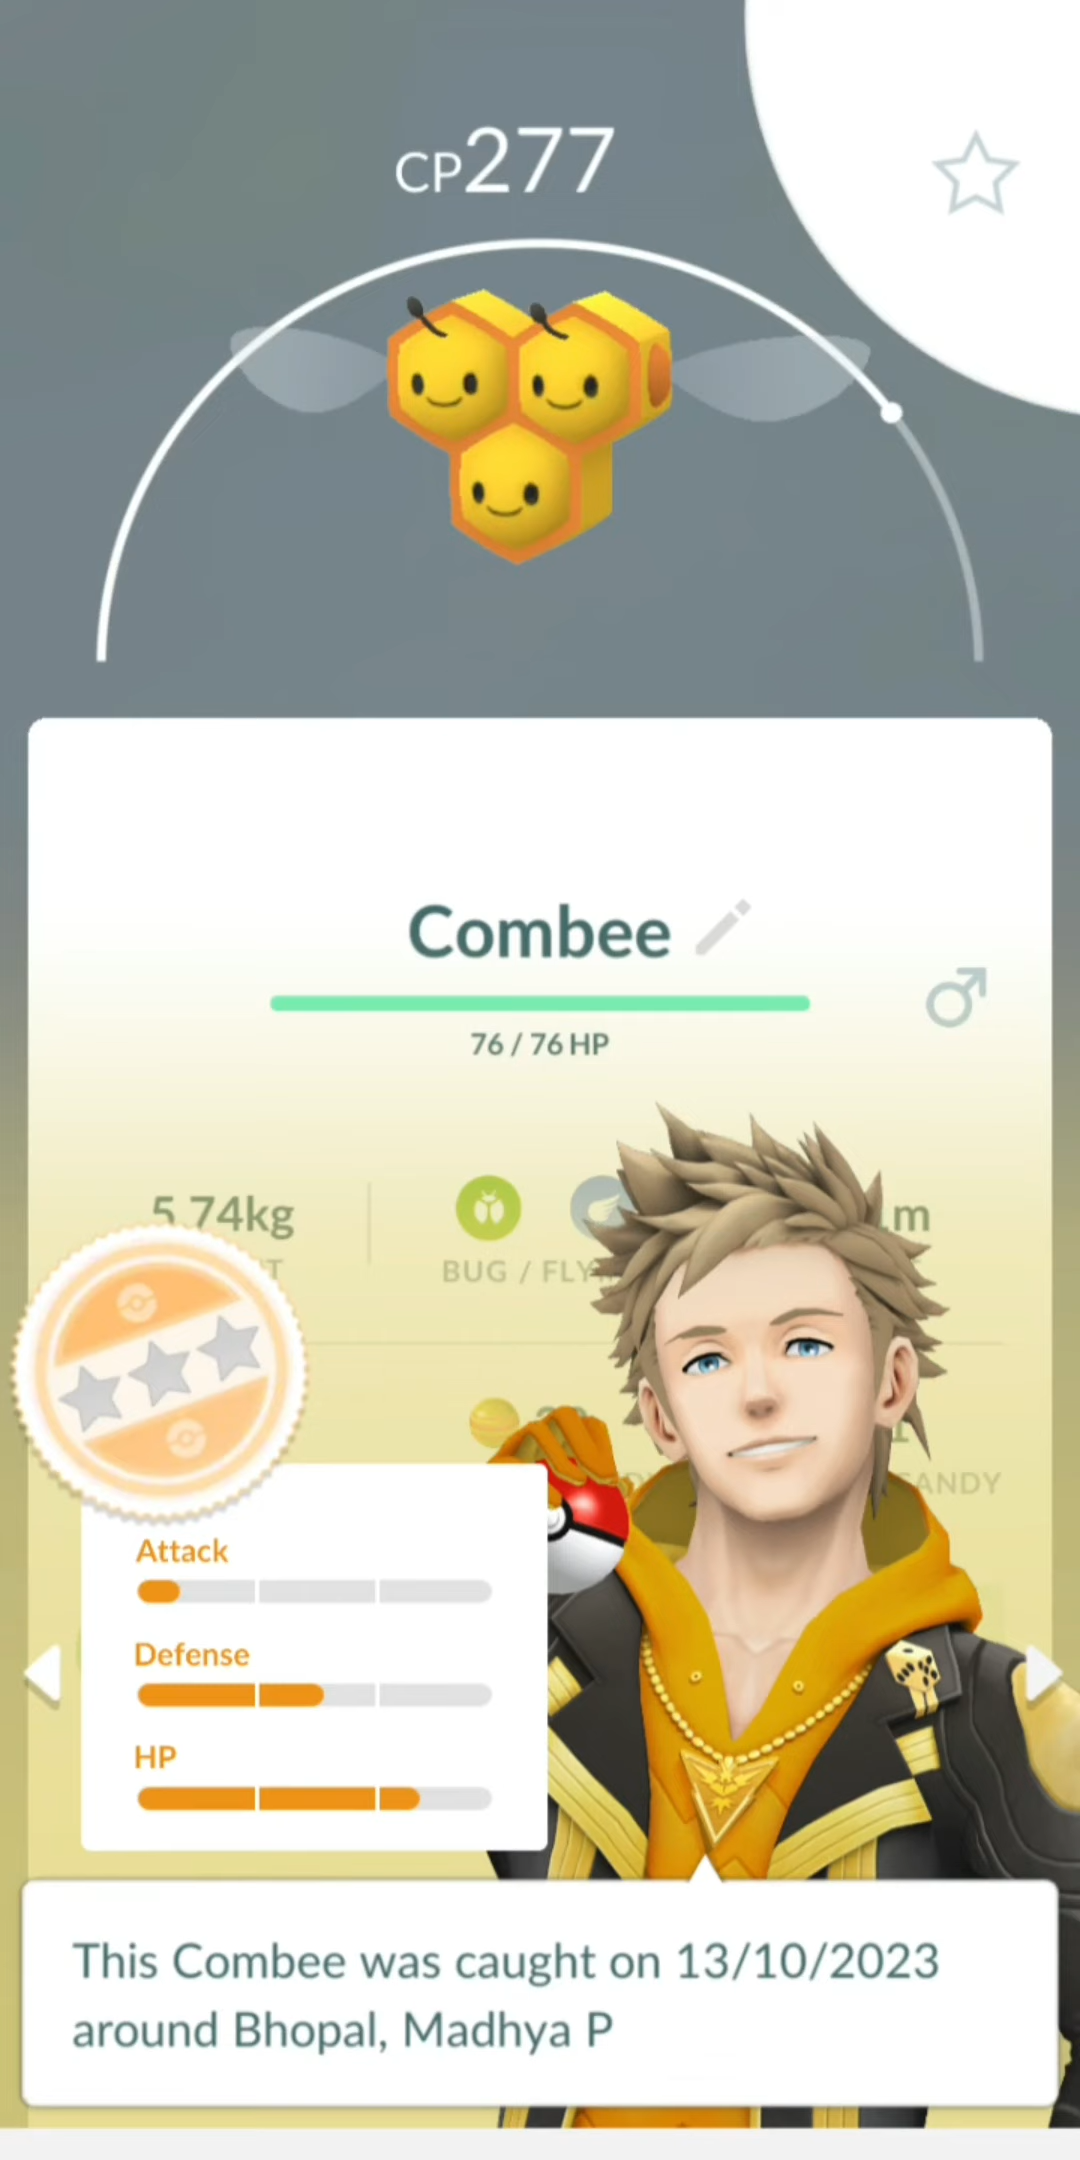 CP277
Combee
76 / 76 HP
5.74kg
BUG / FLY
Attack
Defense
HP
This Combee was caught on 13/10/2023
around Bhopal, Madhya P